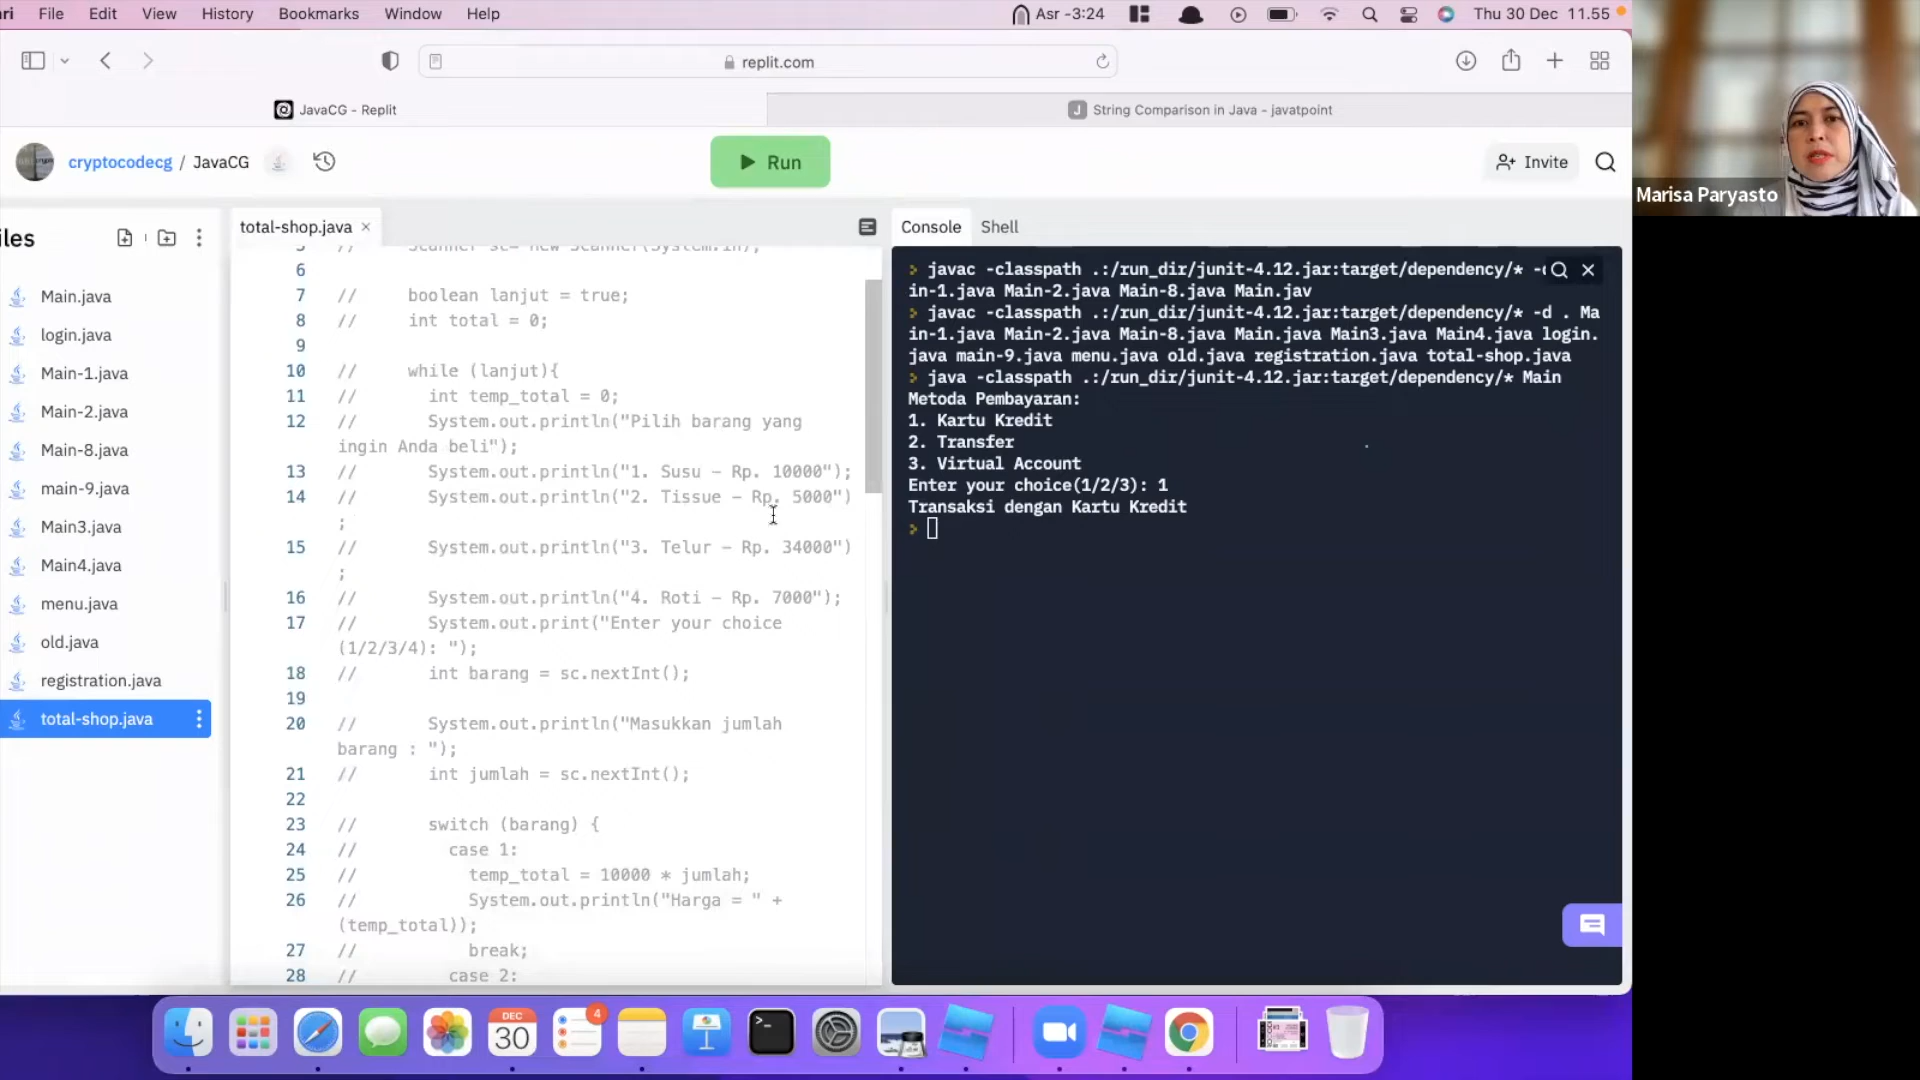 ri File Edit View History Bookmarks Window Help Asr -3:24 Thu 30 Dec 11.55
replit.com
JavaCG - Replit
J String Comparison in Java - javatpoint
cryptocodecg / JavaCG
Run
Invite
Marisa Paryasto
iles
Main.java
login.java
Main-1.java
Main-2.java
Main-8.java
main-9.java
Main3.java
Main4.java
menu.java
old.java
registration.java
total-shop.java
total-shop.java ×
5 // Scanner sc= new Scanner(System.in);
6
7 // boolean lanjut = true;
8 // int total = 0;
9
10 // while (lanjut){
11 // int temp_total = 0;
12 // System.out.println("Pilih barang yang
ingin Anda beli");
13 // System.out.println("1. Susu – Rp. 10000");
14 // System.out.println("2. Tissue – Rp. 5000")
;
15 // System.out.println("3. Telur – Rp. 34000")
;
16 // System.out.println("4. Roti – Rp. 7000");
17 // System.out.print("Enter your choice
(1/2/3/4): ");
18 // int barang = sc.nextInt();
19
20 // System.out.println("Masukkan jumlah
barang : ");
21 // int jumlah = sc.nextInt();
22
23 // switch (barang) {
24 // case 1:
25 // temp_total = 10000 * jumlah;
26 // System.out.println("Harga = " +
(temp_total));
27 // break;
28 // case 2:
Console Shell
> javac -classpath .:/run_dir/junit-4.12.jar:target/dependency/* -d
in-1.java Main-2.java Main-8.java Main.jav
> javac -classpath .:/run_dir/junit-4.12.jar:target/dependency/* -d . Ma
in-1.java Main-2.java Main-8.java Main.java Main3.java Main4.java login.
java main-9.java menu.java old.java registration.java total-shop.java
> java -classpath .:/run_dir/junit-4.12.jar:target/dependency/* Main
Metoda Pembayaran:
1. Kartu Kredit
2. Transfer
3. Virtual Account
Enter your choice(1/2/3): 1
Transaksi dengan Kartu Kredit
>
DEC
30
4